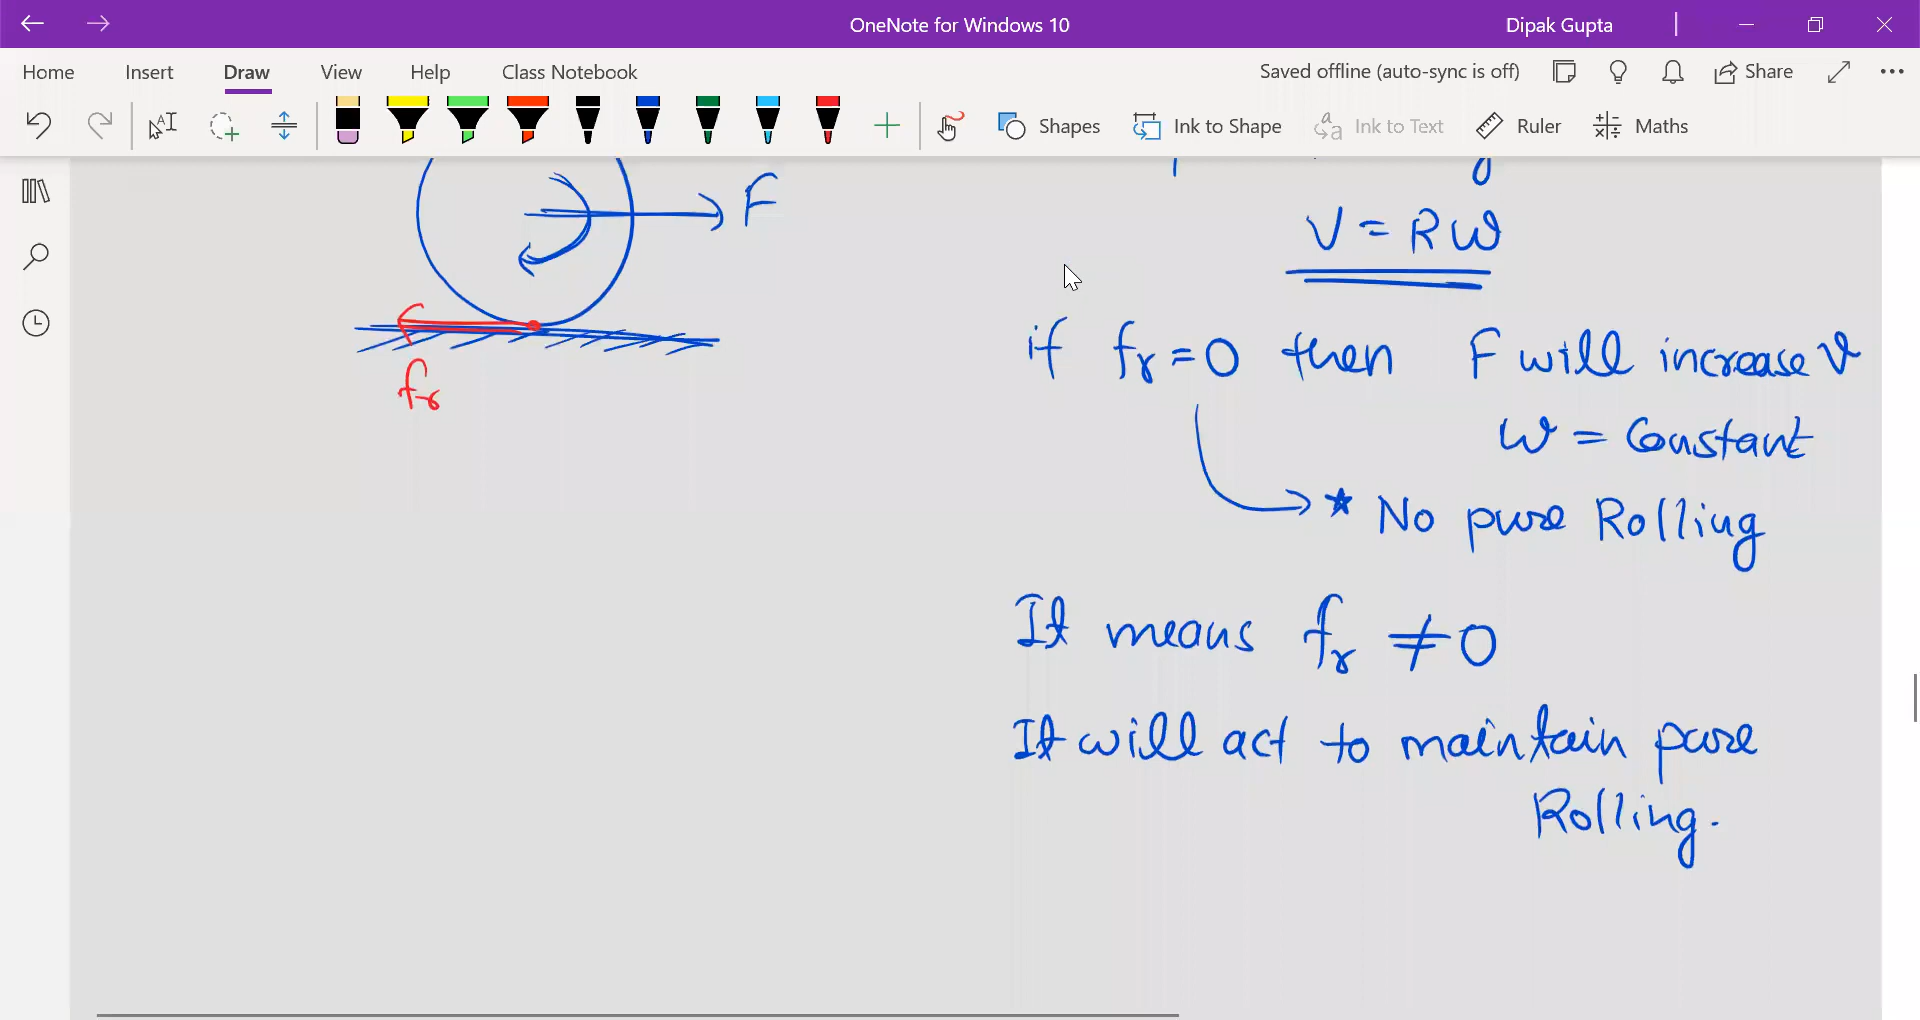 OneNote for Windows 10
Dipak Gupta
Home Insert Draw View Help Class Notebook
Saved offline (auto-sync is off) Share
Shapes Ink to Shape Ink to Text Ruler Maths
F
fr
V = Rω
if fr = 0 then F will increase v
ω = Constant
* No pure Rolling
It means fr ≠ 0
It will act to maintain pure
Rolling.